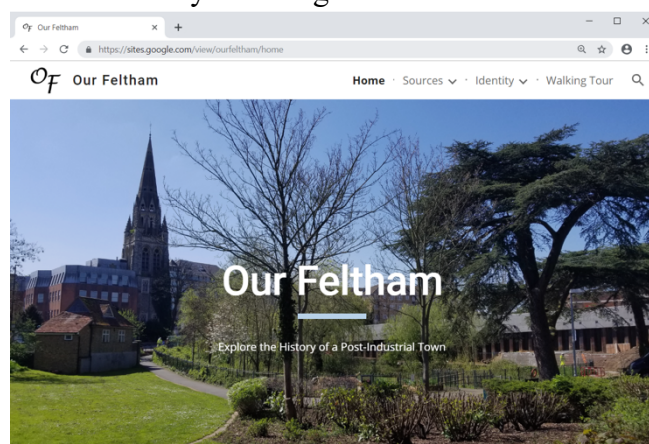 Our Feltham
https://sites.google.com/view/ourfeltham/home
OF Our Feltham
Home · Sources · Identity · Walking Tour
Our Feltham
Explore the History of a Post-Industrial Town